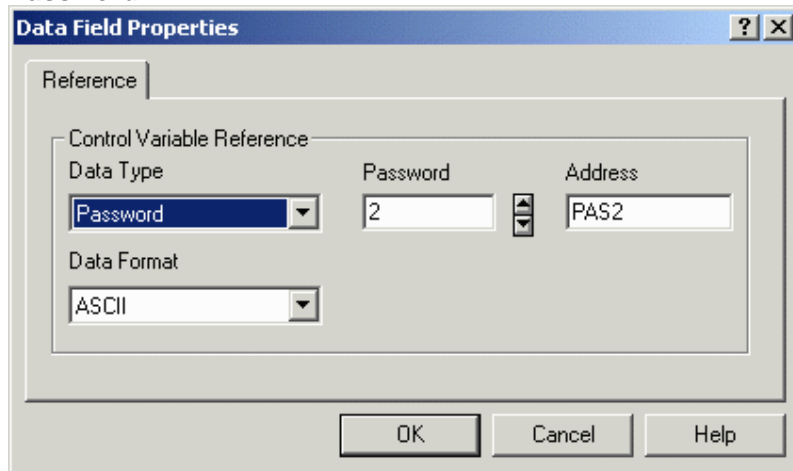 Data Field Properties
Reference
Control Variable Reference
Data Type
Password
Address
Password
2
PAS2
Data Format
ASCII
OK
Cancel
Help